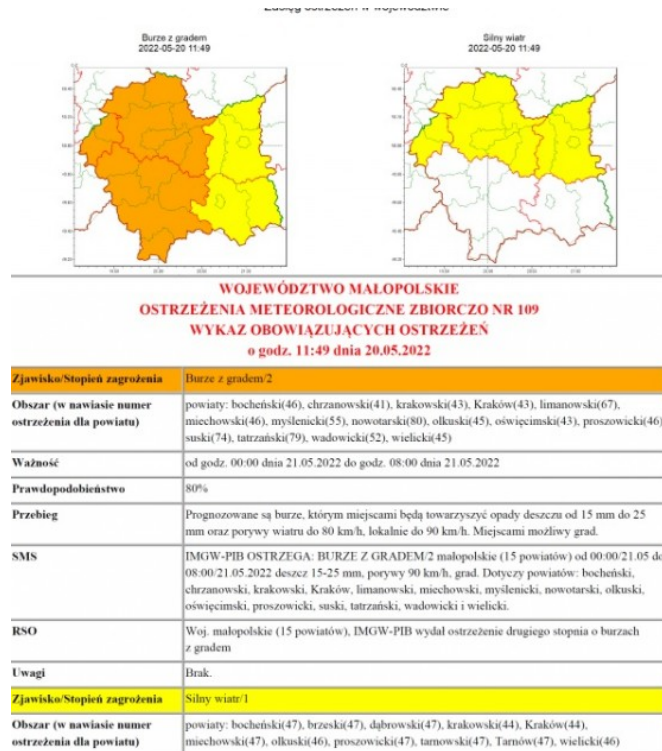 Zasięg ostrzeżeń w województwie
Burze z gradem
2022-05-20 11:49
Silny wiatr
2022-05-20 11:49
WOJEWÓDZTWO MAŁOPOLSKIE
OSTRZEŻENIA METEOROLOGICZNE ZBIORCZO NR 109
WYKAZ OBOWIĄZUJĄCYCH OSTRZEŻEŃ
o godz. 11:49 dnia 20.05.2022
Zjawisko/Stopień zagrożenia
Burze z gradem/2
Obszar (w nawiasie numer
ostrzeżenia dla powiatu)
powiaty: bocheński(46), chrzanowski(41), krakowski(43), Kraków(43), limanowski(67),
miechowski(46), myślenicki(55), nowotarski(80), olkuski(45), oświęcimski(43), proszowicki(46)
suski(74), tatrzański(79), wadowicki(52), wielicki(45)
Ważność
od godz. 00:00 dnia 21.05.2022 do godz. 08:00 dnia 21.05.2022
Prawdopodobieństwo
80%
Przebieg
Prognozowane są burze, którym miejscami będą towarzyszyć opady deszczu od 15 mm do 25
mm oraz porywy wiatru do 80 km/h, lokalnie do 90 km/h. Miejscami możliwy grad.
SMS
IMGW-PIB OSTRZEGA: BURZE Z GRADEM/2 małopolskie (15 powiatów) od 00:00/21.05 do
08:00/21.05.2022 deszcz 15-25 mm, porywy 90 km/h, grad. Dotyczy powiatów: bocheński,
chrzanowski, krakowski, Kraków, limanowski, miechowski, myślenicki, nowotarski, olkuski,
oświęcimski, proszowicki, suski, tatrzański, wadowicki i wielicki.
RSO
Woj. małopolskie (15 powiatów), IMGW-PIB wydał ostrzeżenie drugiego stopnia o burzach
z gradem
Uwagi
Brak.
Zjawisko/Stopień zagrożenia
Silny wiatr/1
Obszar (w nawiasie numer
ostrzeżenia dla powiatu)
powiaty: bocheński(47), brzeski(47), dąbrowski(47), krakowski(44), Kraków(44),
miechowski(47), olkuski(46), proszowicki(47), tarnowski(47), Tarnów(47), wielicki(46)